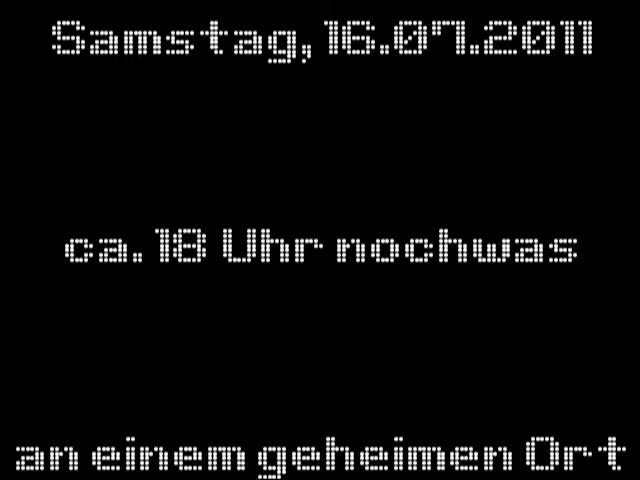 Samstag, 16.07.2011
ca. 18 Uhr nochwas
an einem geheimen Ort